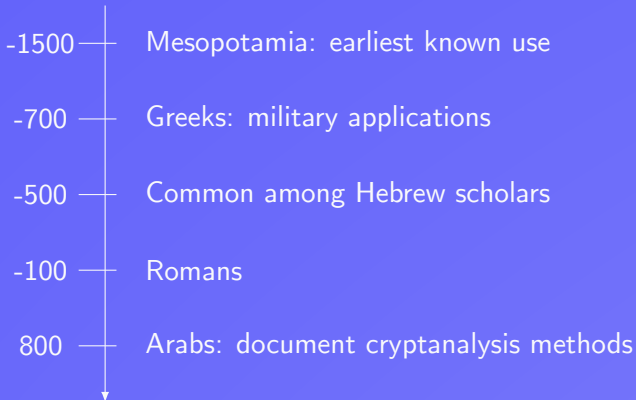 -1500 Mesopotamia: earliest known use
-700 Greeks: military applications
-500 Common among Hebrew scholars
-100 Romans
800 Arabs: document cryptanalysis methods